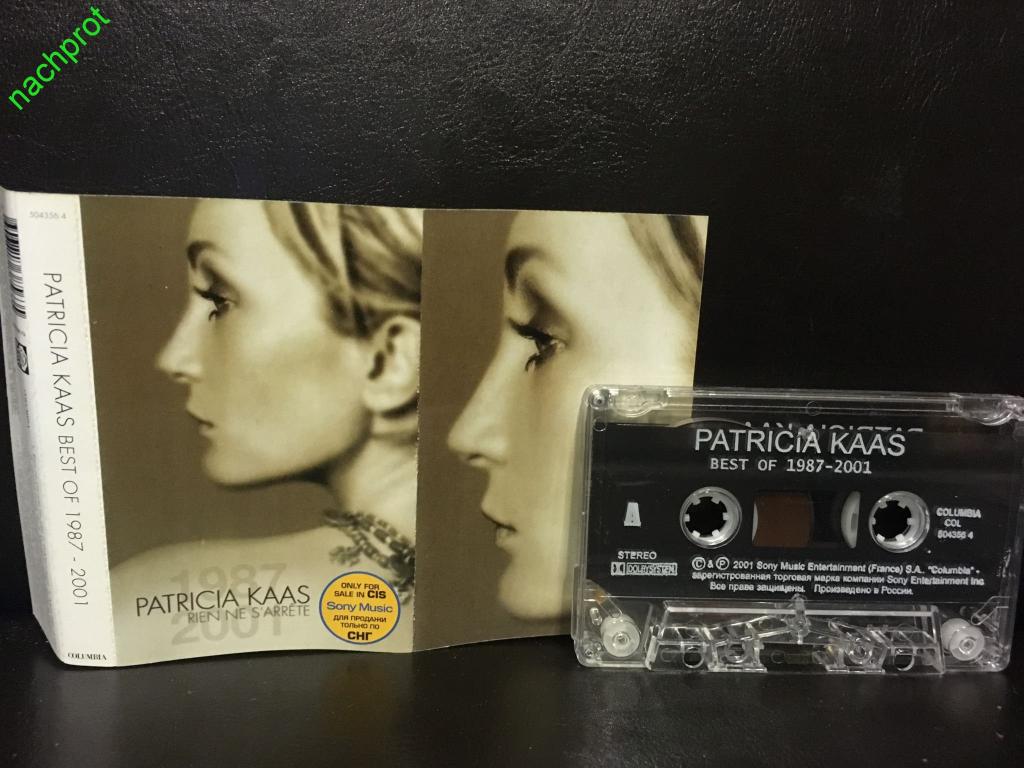 nachprot
504356 4
PATRICIA KAAS BEST OF 1987 - 2001
COLUMBIA
1987
2001
PATRICIA KAAS
RIEN NE S'ARRÊTE
ONLY FOR
SALE IN CIS
Sony Music
ДЛЯ ПРОДАЖИ
ТОЛЬКО ПО
СНГ
PATRICIA KAAS
BEST OF 1987-2001
A
COLUMBIA
COL
504356 4
STEREO
DOLBY SYSTEM
© & ℗ 2001 Sony Music Entertainment (France) S.A.. "Columbia" -
зарегистрированная торговая марка компании Sony Entertainment Inc
Все права защищены. Произведено в России.